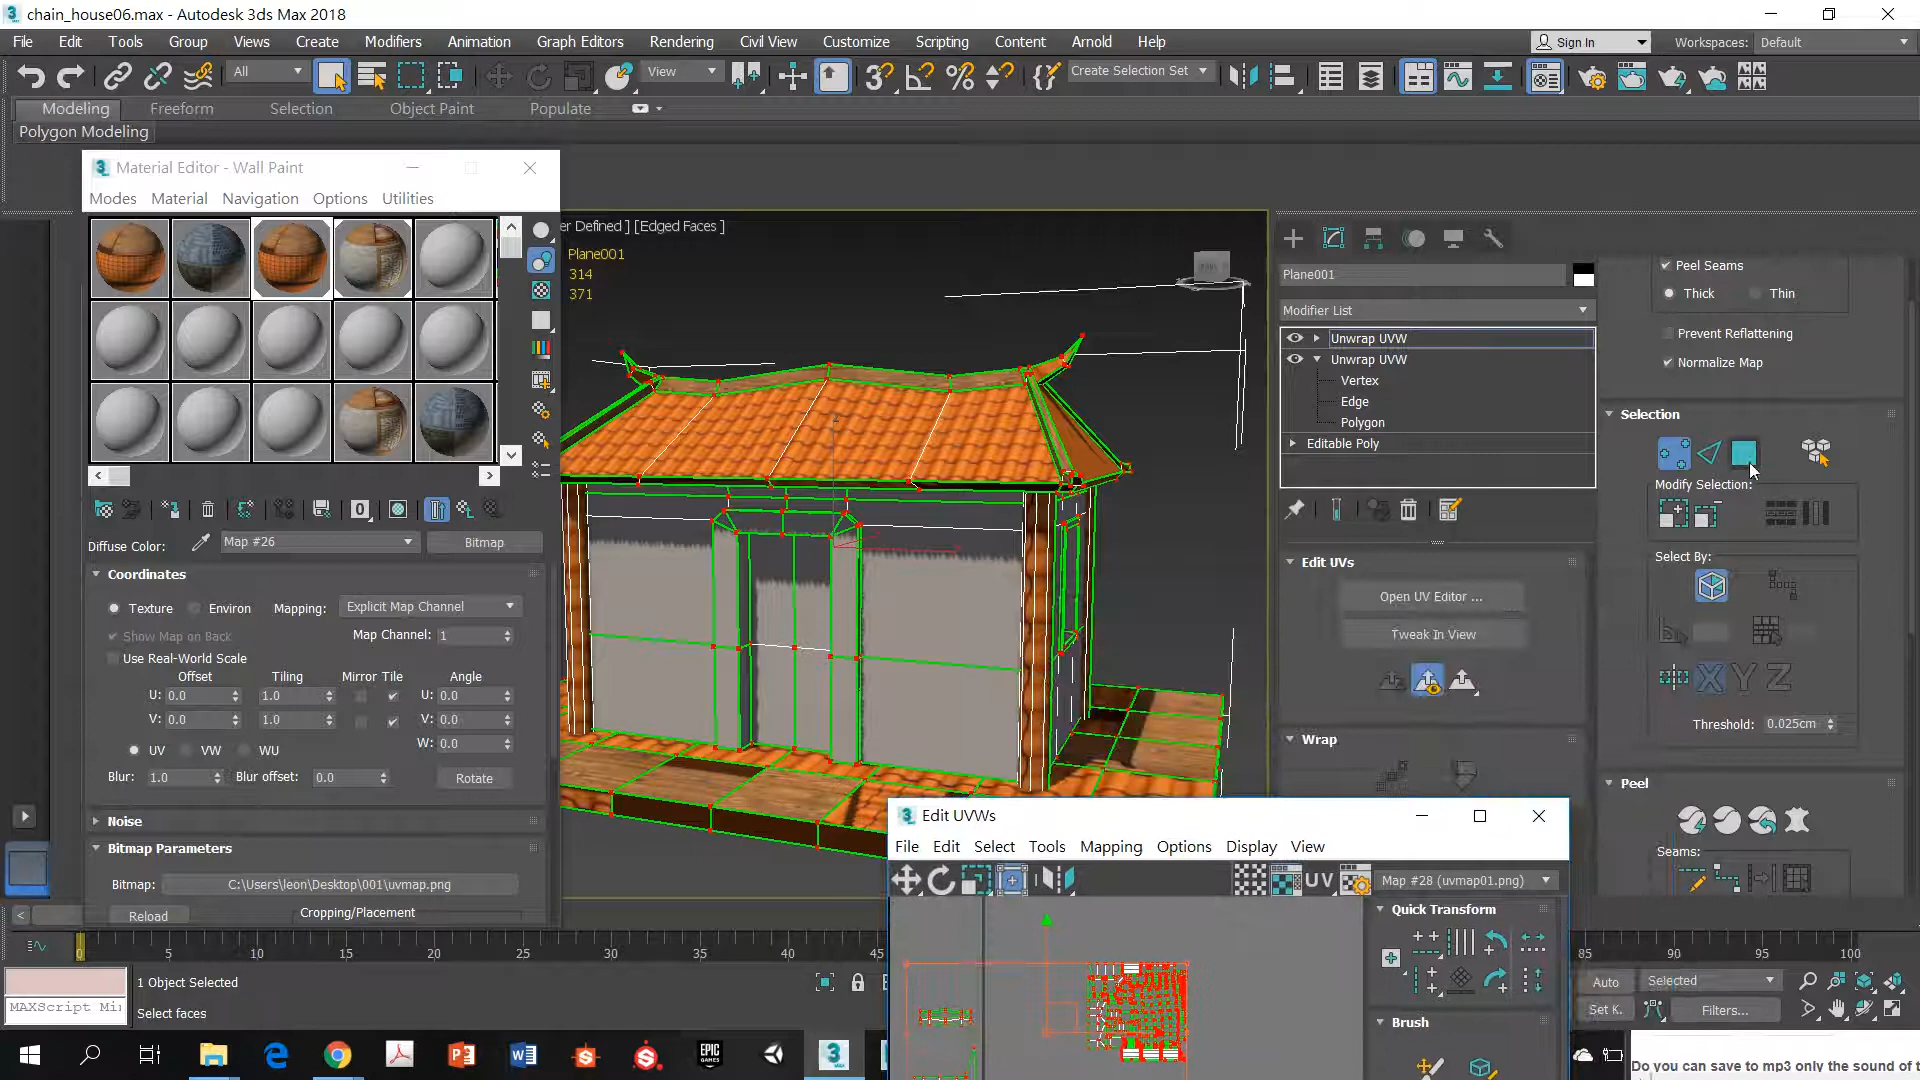 chain_house06.max - Autodesk 3ds Max 2018
File Edit Tools Group Views Create Modifiers Animation Graph Editors Rendering Civil View Customize Scripting Content Arnold Help Sign In Workspaces: Default
All View Create Selection Set
Modeling Freeform Selection Object Paint Populate
Polygon Modeling
Material Editor - Wall Paint
Modes Material Navigation Options Utilities
er Defined ] [Edged Faces ]
Plane001
314
371
Diffuse Color: Map #26 Bitmap
Coordinates
Texture Environ Mapping: Explicit Map Channel
Show Map on Back Map Channel: 1
Use Real-World Scale
Offset Tiling Mirror Tile Angle
U: 0.0 1.0 U: 0.0
V: 0.0 1.0 V: 0.0
W: 0.0
UV VW WU
Blur: 1.0 Blur offset: 0.0 Rotate
Noise
Bitmap Parameters
Bitmap: C:\Users\leon\Desktop\001\uvmap.png
Reload Cropping/Placement
Plane001
Modifier List
Unwrap UVW
Unwrap UVW
Vertex
Edge
Polygon
Editable Poly
Edit UVs
Open UV Editor ...
Tweak In View
Wrap
Peel Seams
Thick Thin
Prevent Reflattening
Normalize Map
Selection
Modify Selection:
Select By:
X Y Z
Threshold: 0.025cm
Peel
Seams:
Edit UVWs
File Edit Select Tools Mapping Options Display View
UV Map #28 (uvmap01.png)
Quick Transform
Brush
0 5 10 15 20 25 30 35 40 45 85 90 95 100
1 Object Selected
MAXScript Mi
Select faces
Auto Selected
Set K. Filters...
Do you can save to mp3 only the sound of t